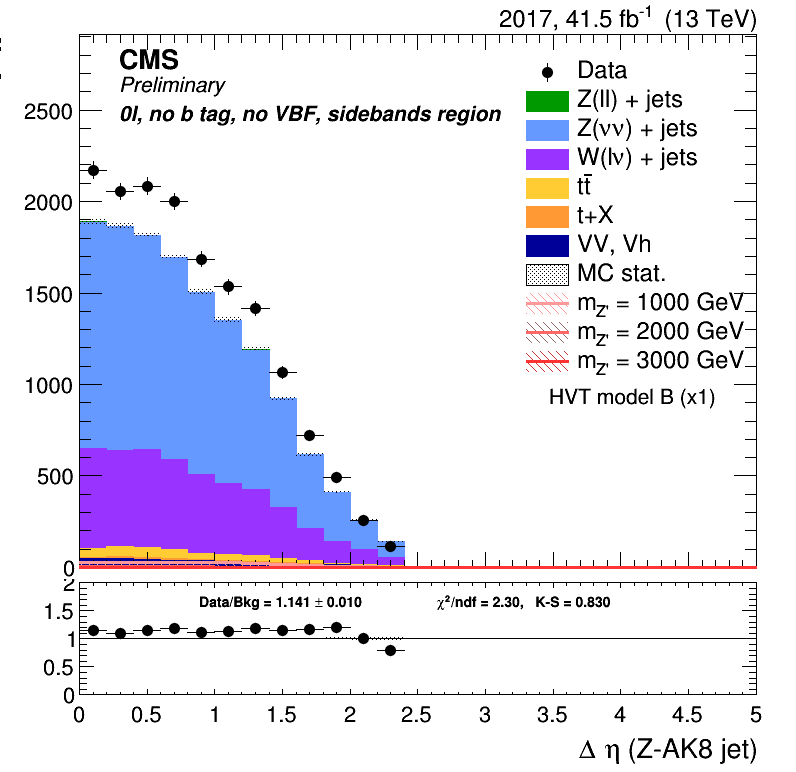 2017, 41.5 fb⁻¹ (13 TeV)
CMS
Preliminary
0l, no b tag, no VBF, sidebands region
Data
Z(ll) + jets
Z(νν) + jets
W(lν) + jets
tt̄
t+X
VV, Vh
MC stat.
m_Z' = 1000 GeV
m_Z' = 2000 GeV
m_Z' = 3000 GeV
HVT model B (x1)
2500
2000
1500
1000
500
0
Data/Bkg = 1.141 ± 0.010 χ²/ndf = 2.30, K-S = 0.830
2
1.5
1
0.5
0
0 0.5 1 1.5 2 2.5 3 3.5 4 4.5 5
Δ η (Z-AK8 jet)